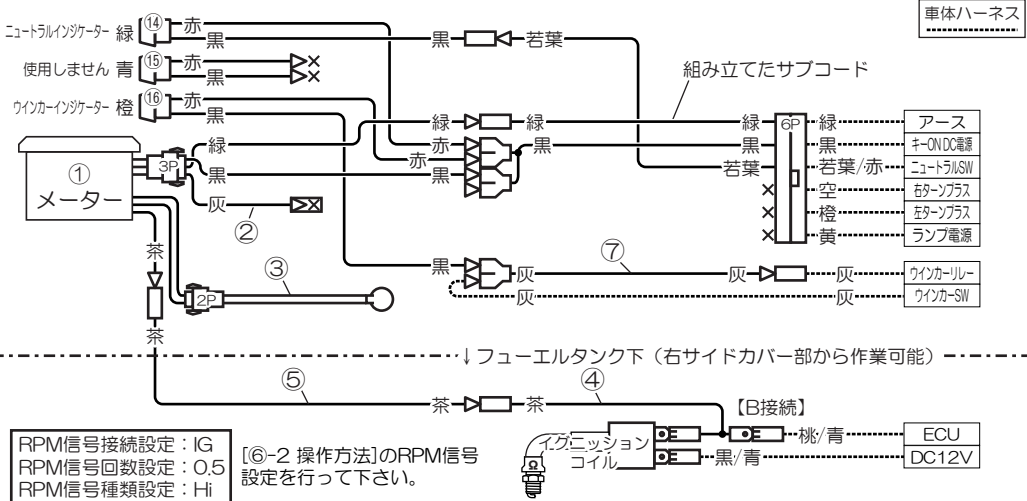 車体ハーネス
ニュートラルインジケーター 緑 ⑭ 赤
黒 黒 若葉
使用しません 青 ⑮ 赤
黒
ウインカーインジケーター 橙 ⑯ 赤
黒
組み立てたサブコード
① メーター
3P
緑 緑 緑 緑 6P 緑 アース
赤 黒 黒 黒 キーON DC電源
赤
黒 黒 若葉 若葉/赤 ニュートラルSW
空 右ターンプラス
灰 橙 左ターンプラス
② 黄 ランプ電源
茶
黒 灰 ⑦ 灰 灰 ウインカーリレー
灰 灰 ウインカーSW
③
2P
茶
↓フューエルタンク下（右サイドカバー部から作業可能）
⑤ ④
茶 茶 【B接続】
桃/青 ECU
イグニッション
コイル
黒/青 DC12V
RPM信号接続設定：IG
RPM信号回数設定：0.5
RPM信号種類設定：Hi
[⑥-2 操作方法]のRPM信号
設定を行って下さい。